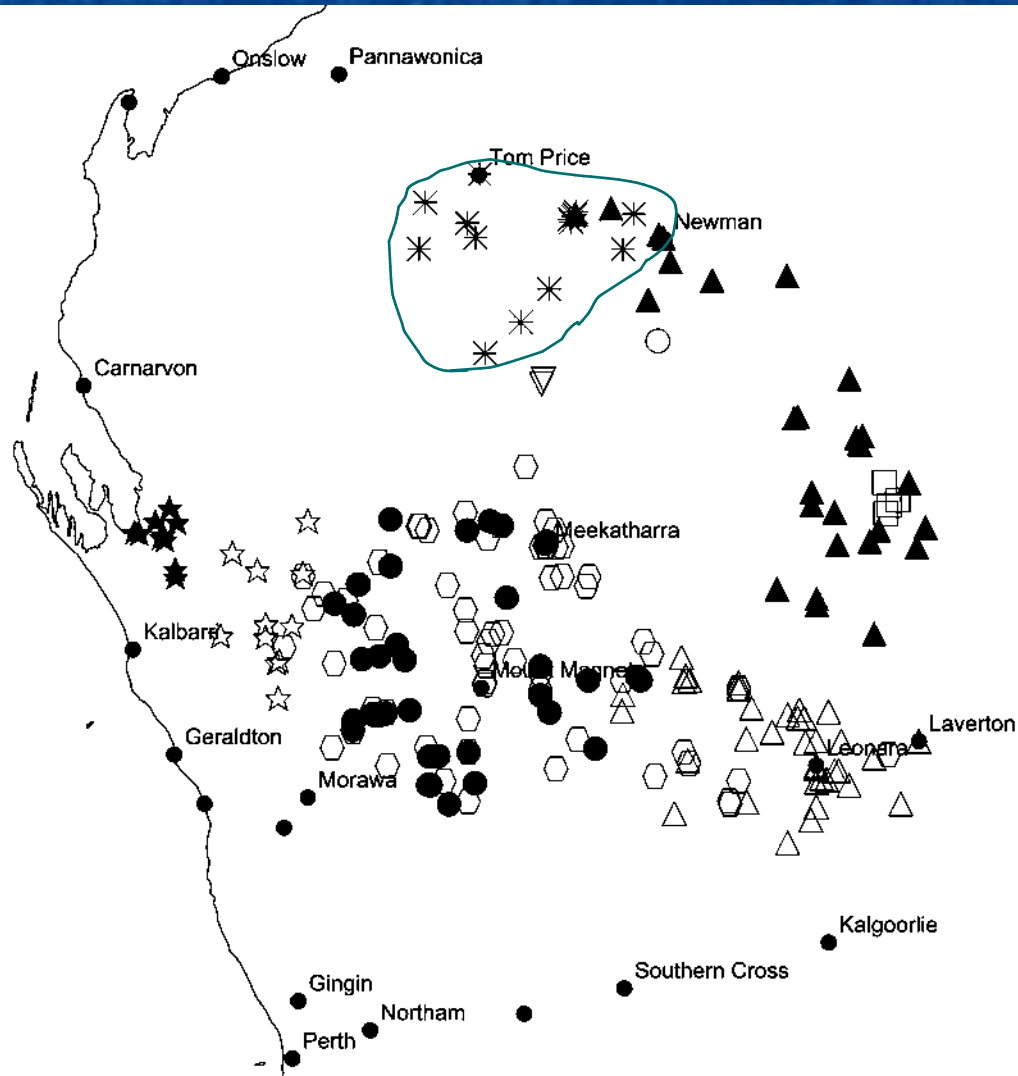 Onslow
Pannawonica
Tom Price
Newman
Carnarvon
Meekatharra
Kalbarri
Mount Magnet
Geraldton
Laverton
Leonora
Morawa
Kalgoorlie
Southern Cross
Gingin
Northam
Perth